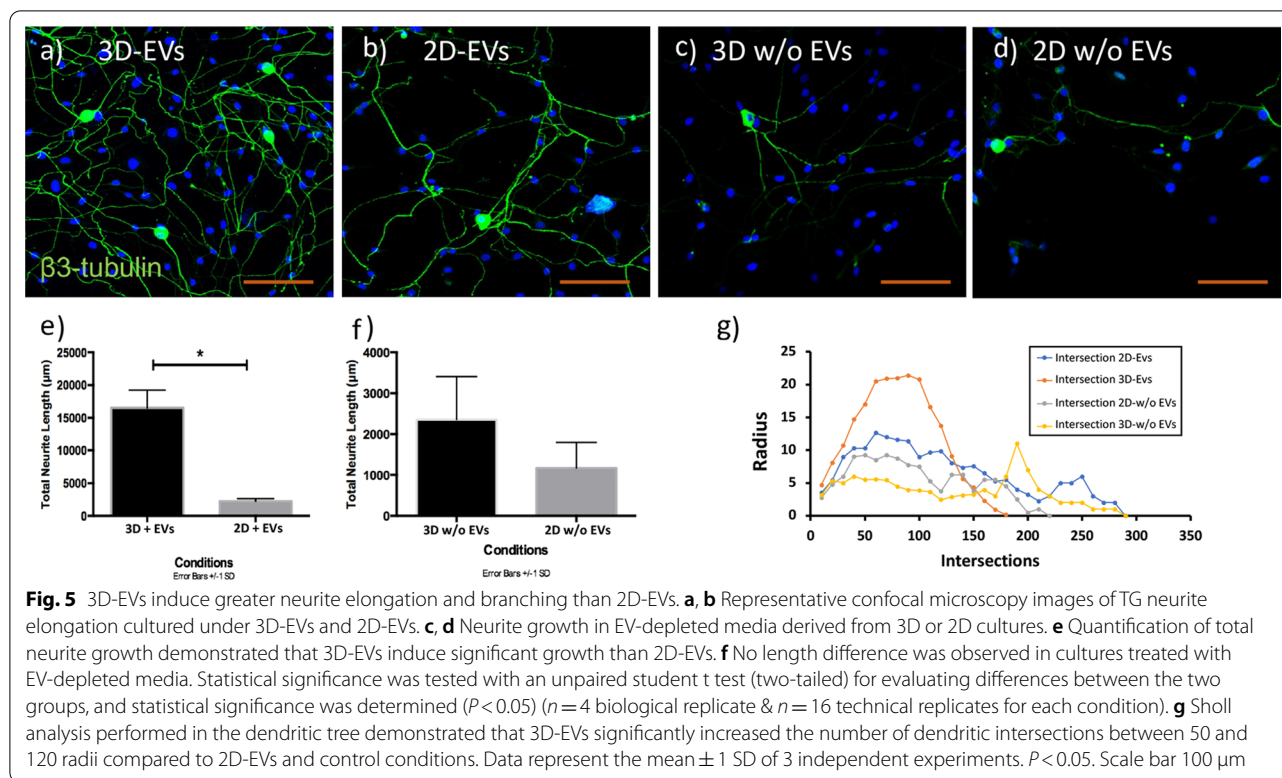 a) 3D-EVs
b) 2D-EVs
c) 3D w/o EVs
d) 2D w/o EVs
β3-tubulin
e)
Total Neurite Length (µm)
25000
20000
15000
10000
5000
0
*
3D + EVs
2D + EVs
Conditions
Error Bars +/-1 SD
f)
Total Neurite Length (µm)
4000
3000
2000
1000
0
3D w/o EVs
2D w/o EVs
Conditions
Error Bars +/-1 SD
g)
Radius
25
20
15
10
5
0
0 50 100 150 200 250 300 350
Intersections
Intersection 2D-Evs
Intersection 3D-Evs
Intersection 2D-w/o EVs
Intersection 3D-w/o EVs
Fig. 5 3D-EVs induce greater neurite elongation and branching than 2D-EVs. a, b Representative confocal microscopy images of TG neurite
elongation cultured under 3D-EVs and 2D-EVs. c, d Neurite growth in EV-depleted media derived from 3D or 2D cultures. e Quantification of total
neurite growth demonstrated that 3D-EVs induce significant growth than 2D-EVs. f No length difference was observed in cultures treated with
EV-depleted media. Statistical significance was tested with an unpaired student t test (two-tailed) for evaluating differences between the two
groups, and statistical significance was determined (P < 0.05) (n = 4 biological replicate & n = 16 technical replicates for each condition). g Sholl
analysis performed in the dendritic tree demonstrated that 3D-EVs significantly increased the number of dendritic intersections between 50 and
120 radii compared to 2D-EVs and control conditions. Data represent the mean ± 1 SD of 3 independent experiments. P < 0.05. Scale bar 100 µm